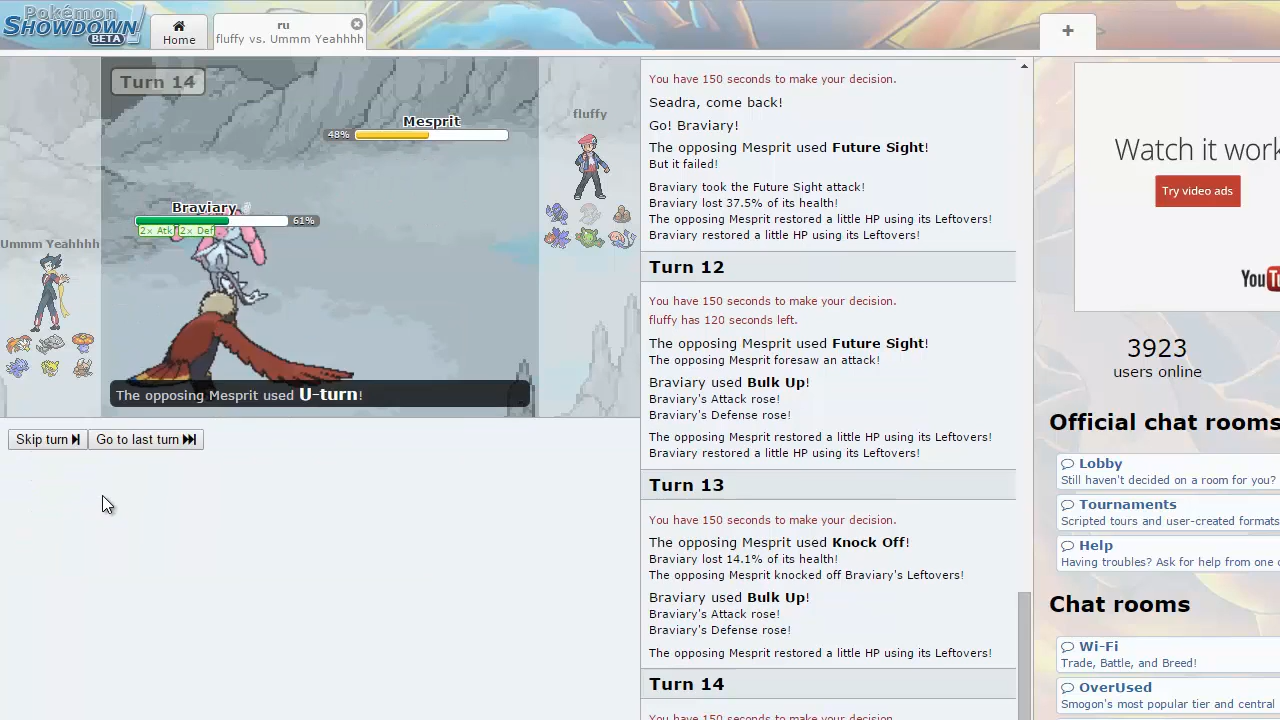 Pokémon
SHOWDOWN!
BETA
Home
ru
fluffy vs. Ummm Yeahhhh
+
Turn 14
Mesprit
48%
Braviary
61%
2× Atk 2× Def
Ummm Yeahhhh
fluffy
The opposing Mesprit used U-turn!
Skip turn
Go to last turn
You have 150 seconds to make your decision.
Seadra, come back!
Go! Braviary!
The opposing Mesprit used Future Sight!
But it failed!
Braviary took the Future Sight attack!
Braviary lost 37.5% of its health!
The opposing Mesprit restored a little HP using its Leftovers!
Braviary restored a little HP using its Leftovers!
Turn 12
You have 150 seconds to make your decision.
fluffy has 120 seconds left.
The opposing Mesprit used Future Sight!
The opposing Mesprit foresaw an attack!
Braviary used Bulk Up!
Braviary's Attack rose!
Braviary's Defense rose!
The opposing Mesprit restored a little HP using its Leftovers!
Braviary restored a little HP using its Leftovers!
Turn 13
You have 150 seconds to make your decision.
The opposing Mesprit used Knock Off!
Braviary lost 14.1% of its health!
The opposing Mesprit knocked off Braviary's Leftovers!
Braviary used Bulk Up!
Braviary's Attack rose!
Braviary's Defense rose!
The opposing Mesprit restored a little HP using its Leftovers!
Turn 14
You have 150 seconds to make your decision.
Watch it work
Try video ads
You
3923
users online
Official chat rooms
Lobby
Still haven't decided on a room for you?
Tournaments
Scripted tours and user-created formats
Help
Having troubles? Ask for help from one
Chat rooms
Wi-Fi
Trade, Battle, and Breed!
OverUsed
Smogon's most popular tier and central